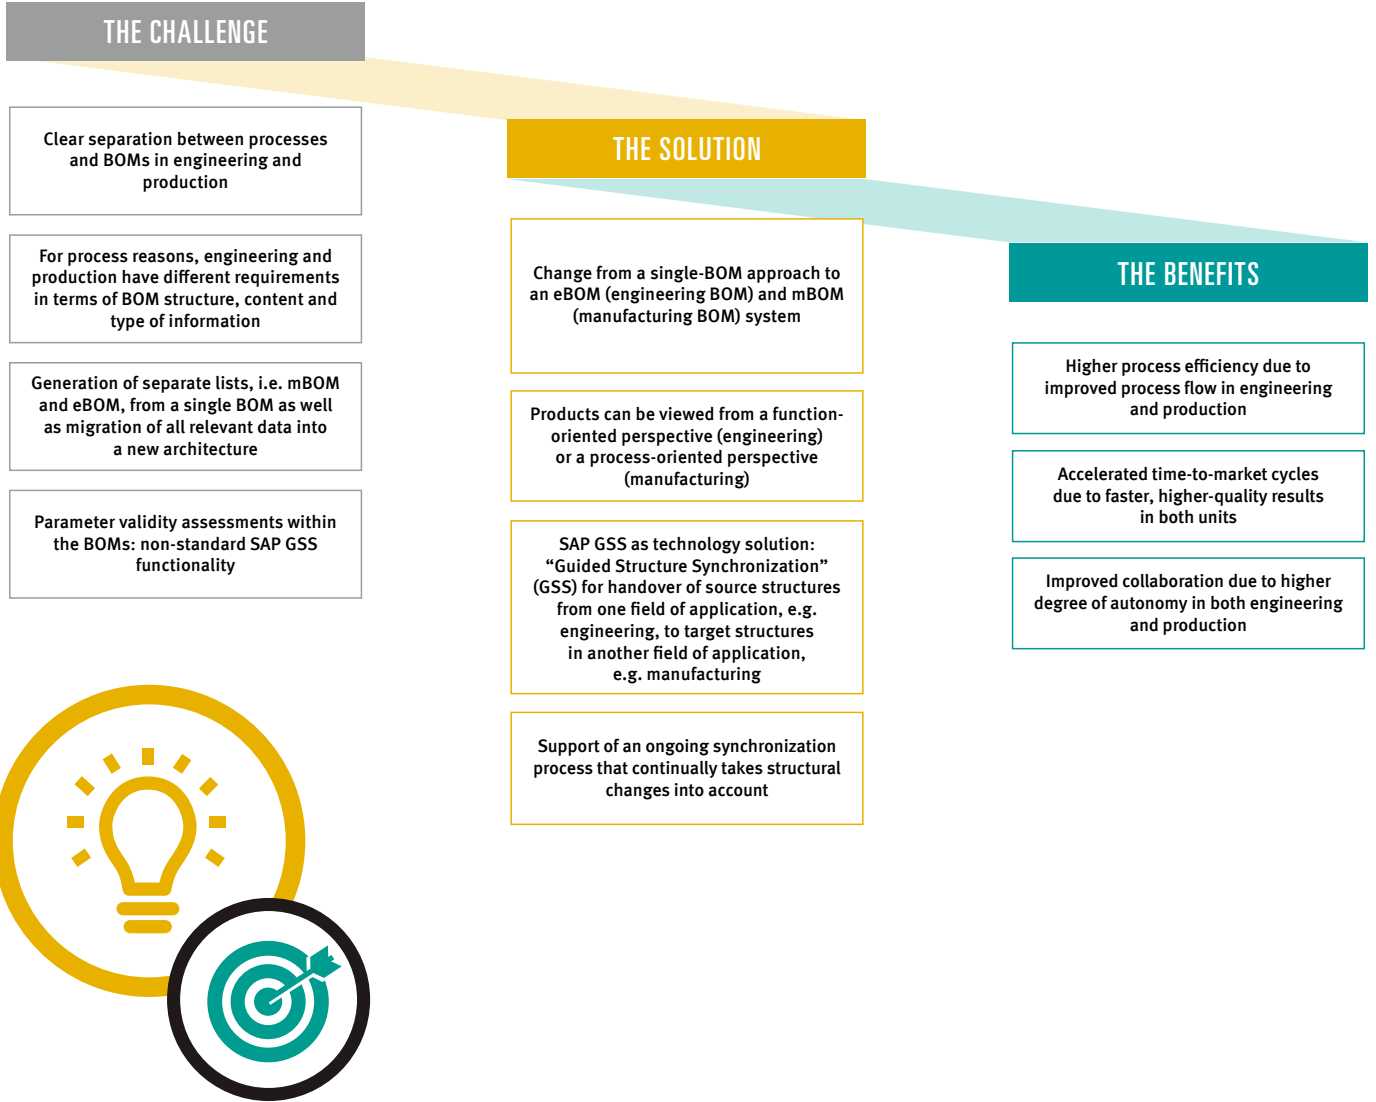 THE CHALLENGE
Clear separation between processes
and BOMs in engineering and
production
For process reasons, engineering and
production have different requirements
in terms of BOM structure, content and
type of information
Generation of separate lists, i.e. mBOM
and eBOM, from a single BOM as well
as migration of all relevant data into
a new architecture
Parameter validity assessments within
the BOMs: non-standard SAP GSS
functionality
THE SOLUTION
Change from a single-BOM approach to
an eBOM (engineering BOM) and mBOM
(manufacturing BOM) system
Products can be viewed from a function-
oriented perspective (engineering)
or a process-oriented perspective
(manufacturing)
SAP GSS as technology solution:
“Guided Structure Synchronization”
(GSS) for handover of source structures
from one field of application, e.g.
engineering, to target structures
in another field of application,
e.g. manufacturing
Support of an ongoing synchronization
process that continually takes structural
changes into account
THE BENEFITS
Higher process efficiency due to
improved process flow in engineering
and production
Accelerated time-to-market cycles
due to faster, higher-quality results
in both units
Improved collaboration due to higher
degree of autonomy in both engineering
and production